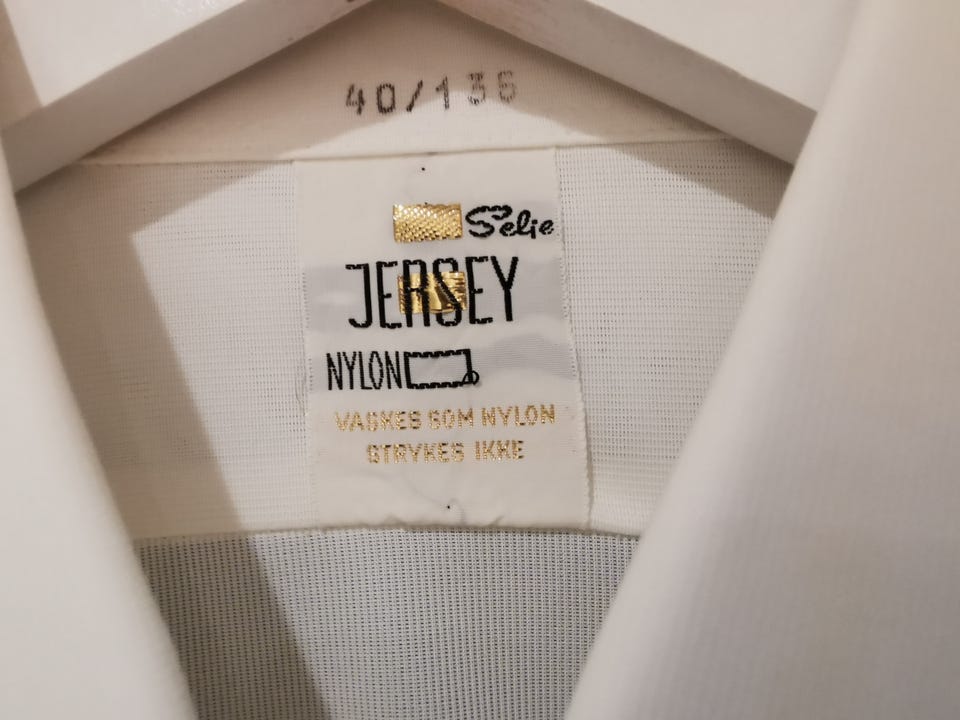 40/136
Selje
JERSEY
NYLON
VASKES SOM NYLON
STRYKES IKKE